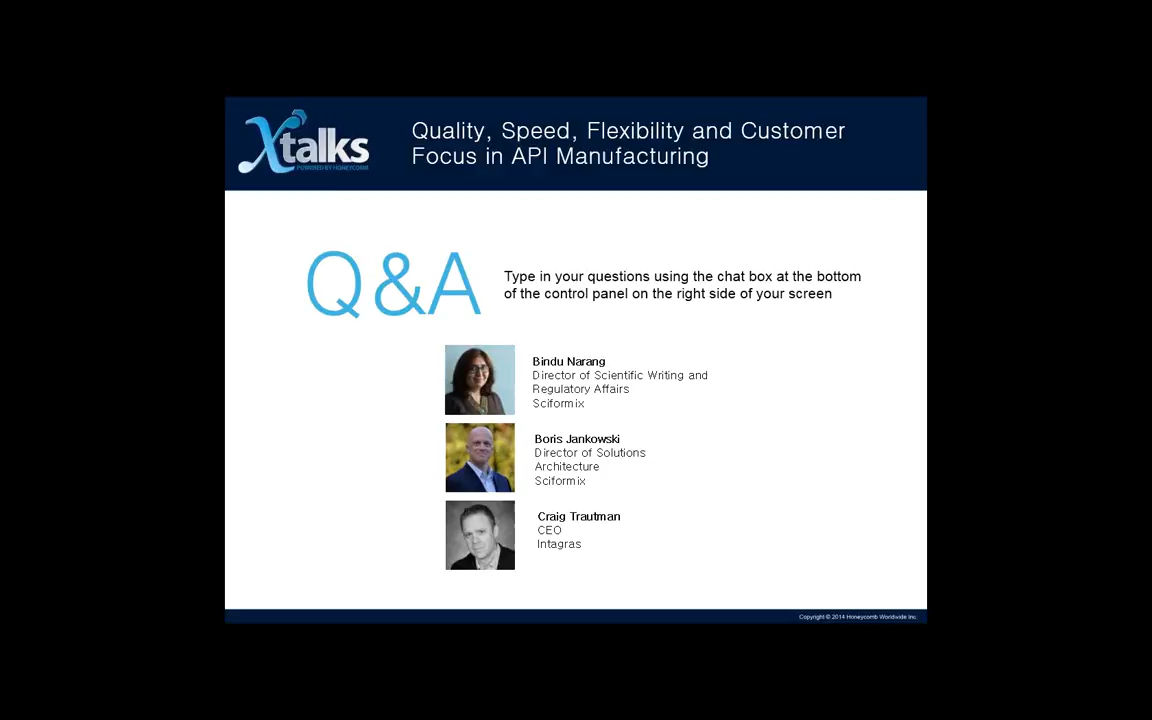 Xtalks
POWERED BY HONEYCOMB
Quality, Speed, Flexibility and Customer
Focus in API Manufacturing
Q&A
Type in your questions using the chat box at the bottom
of the control panel on the right side of your screen
Bindu Narang
Director of Scientific Writing and
Regulatory Affairs
Sciformix
Boris Jankowski
Director of Solutions
Architecture
Sciformix
Craig Trautman
CEO
Intagras
Copyright © 2014 Honeycomb Worldwide Inc.